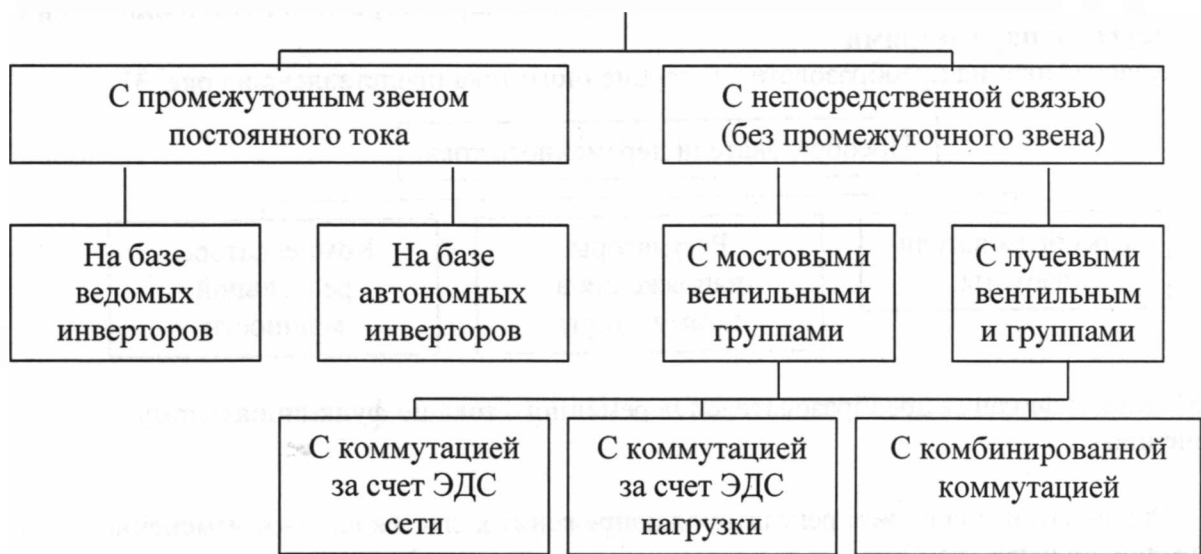 С промежуточным звеном
постоянного тока
С непосредственной связью
(без промежуточного звена)
На базе
ведомых
инверторов
На базе
автономных
инверторов
С мостовыми
вентильными
группами
С лучевыми
вентильным
и группами
С коммутацией
за счет ЭДС
сети
С коммутацией
за счет ЭДС
нагрузки
С комбинированной
коммутацией